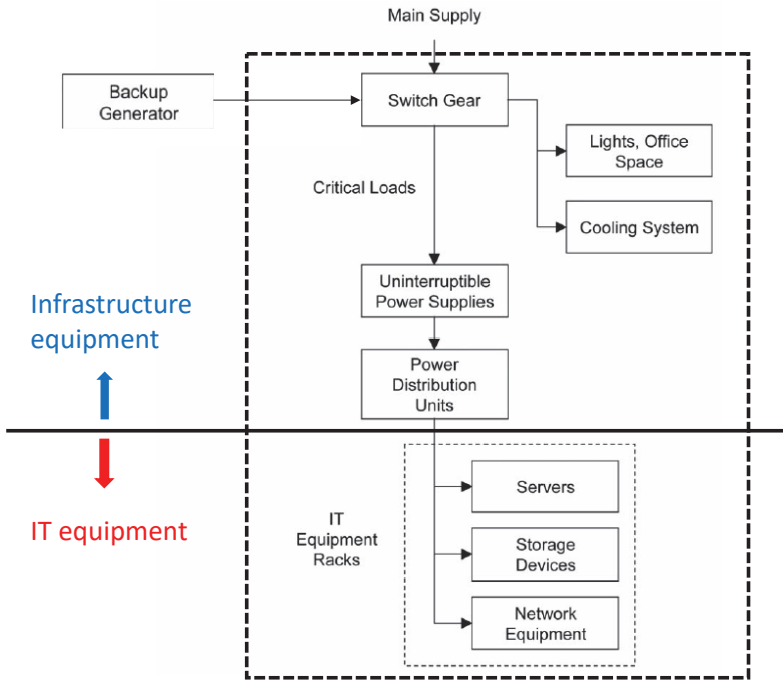 Main Supply
Backup
Generator
Switch Gear
Lights, Office
Space
Critical Loads
Cooling System
Uninterruptible
Power Supplies
Infrastructure
equipment
Power
Distribution
Units
IT equipment
IT
Equipment
Racks
Servers
Storage
Devices
Network
Equipment